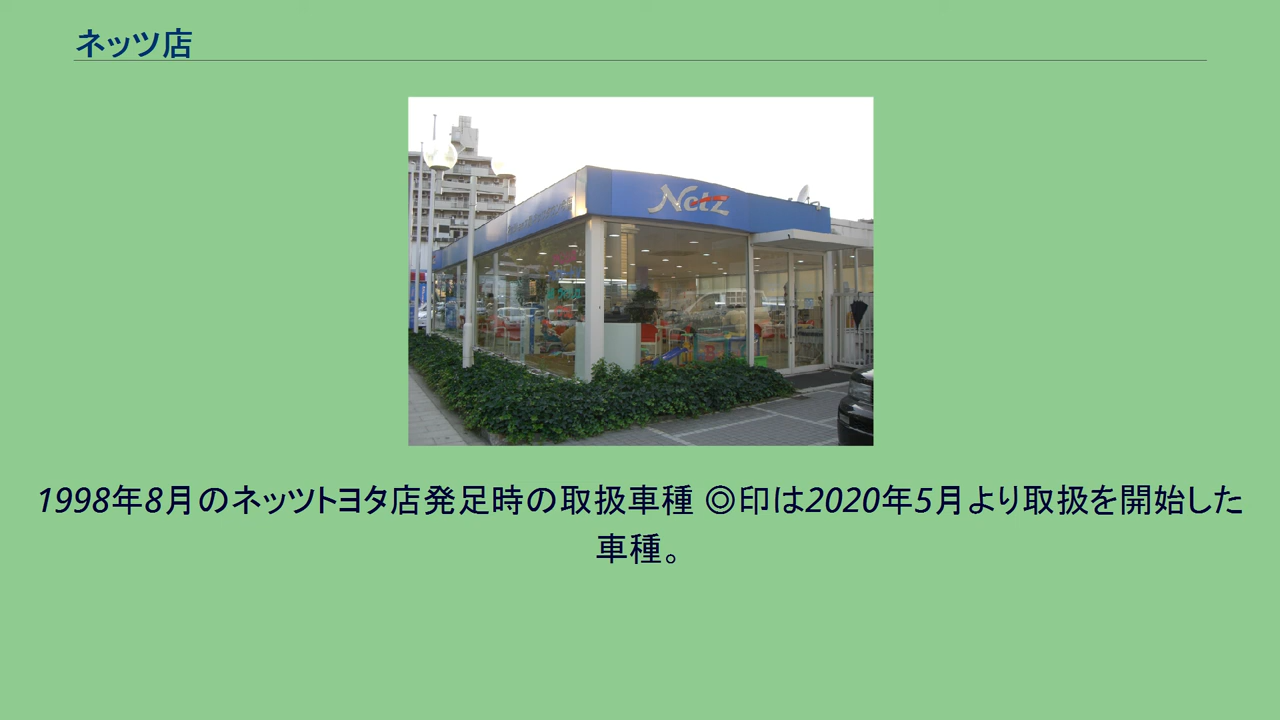 ネッツ店
Netz
1998年8月のネッツトヨタ店発足時の取扱車種 ◎印は2020年5月より取扱を開始した
車種。